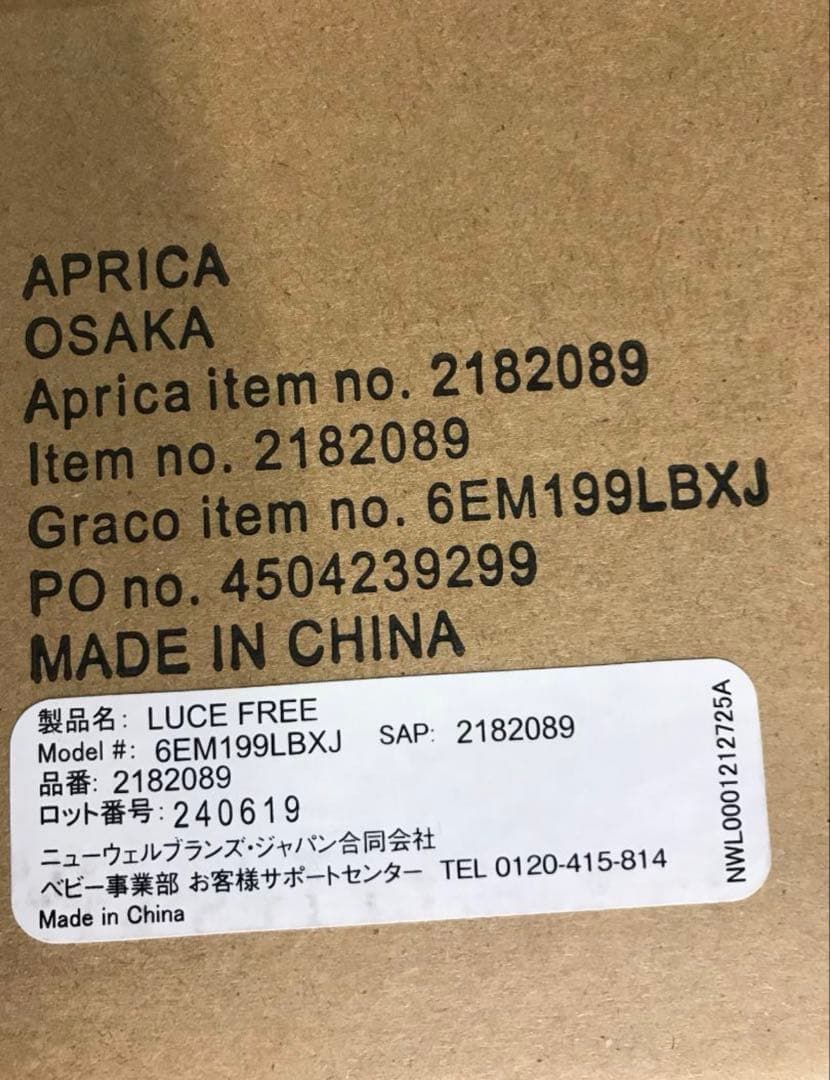 APRICA
OSAKA
Aprica item no. 2182089
Item no. 2182089
Graco item no. 6EM199LBXJ
PO no. 4504239299
MADE IN CHINA
製品名: LUCE FREE
Model #: 6EM199LBXJ SAP: 2182089
品番: 2182089
ロット番号: 240619
ニューウェルブランズ・ジャパン合同会社
ベビー事業部 お客様サポートセンター TEL 0120-415-814
Made in China
NWL0001212725A